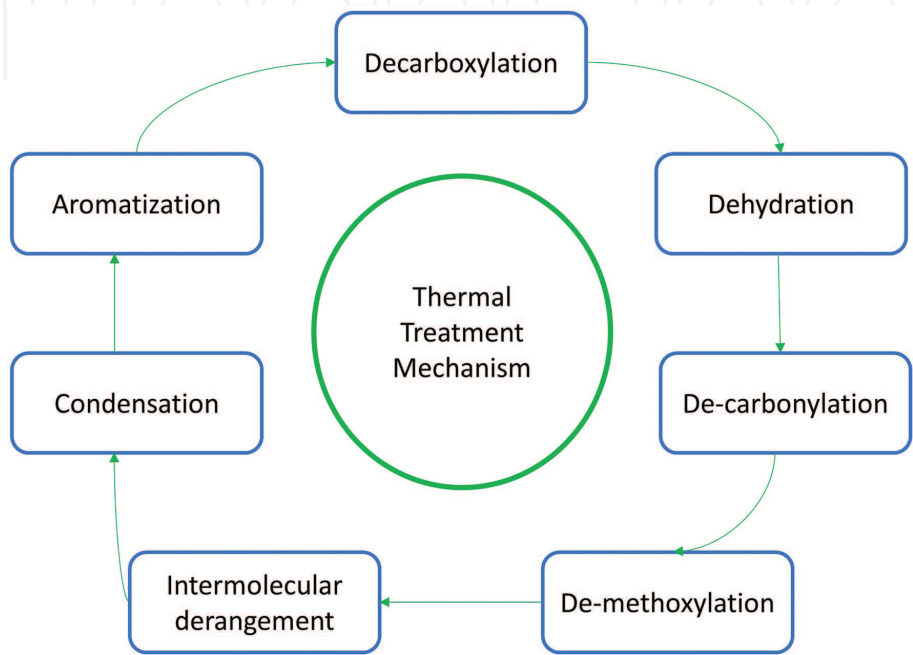 Decarboxylation
Aromatization
Dehydration
Thermal
Treatment
Mechanism
Condensation
De-carbonylation
Intermolecular
derangement
De-methoxylation